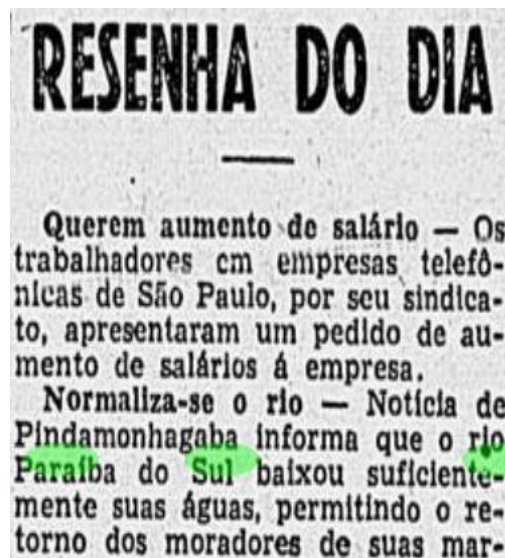 RESENHA DO DIA
Querem aumento de salário — Os
trabalhadores em empresas telefô-
nicas de São Paulo, por seu sindica-
to, apresentaram um pedido de au-
mento de salários á empresa.
Normaliza-se o rio — Notícia de
Pindamonhagaba informa que o rio
Paraíba do Sul baixou suficiente-
mente suas águas, permitindo o re-
torno dos moradores de suas mar-